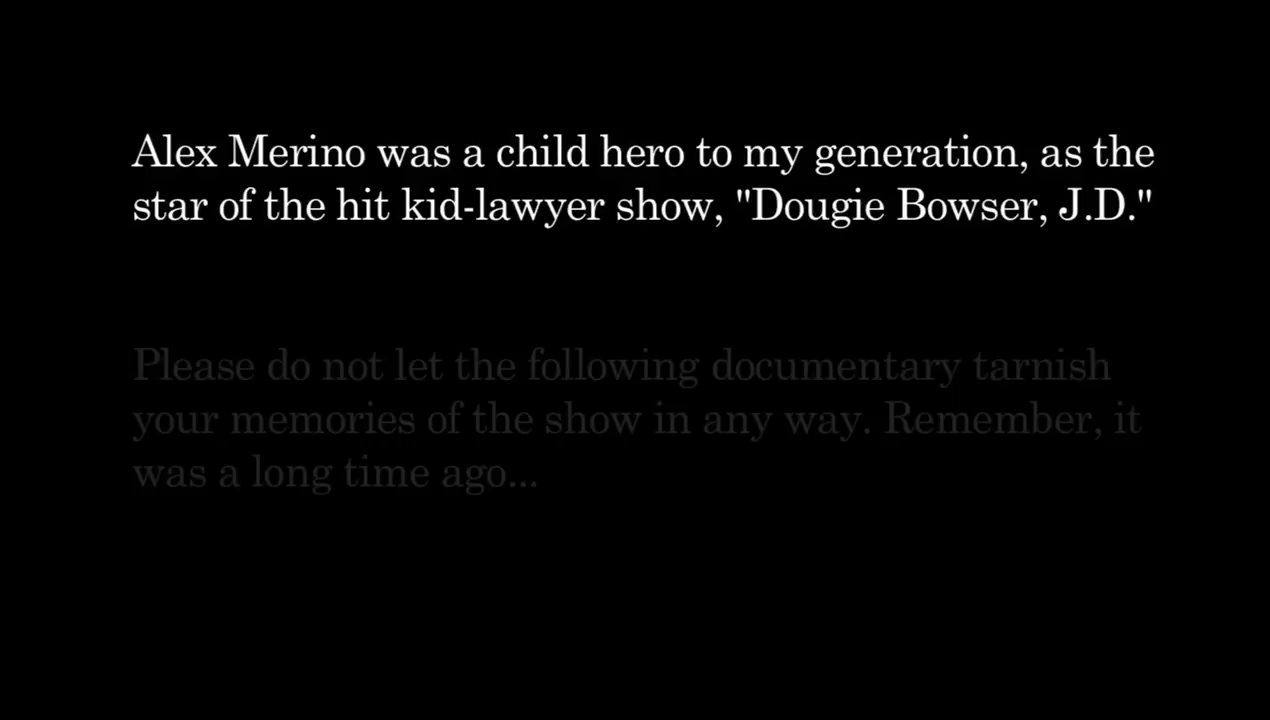 Alex Merino was a child hero to my generation, as the
star of the hit kid-lawyer show, "Dougie Bowser, J.D."
Please do not let the following documentary tarnish
your memories of the show in any way. Remember, it
was a long time ago...